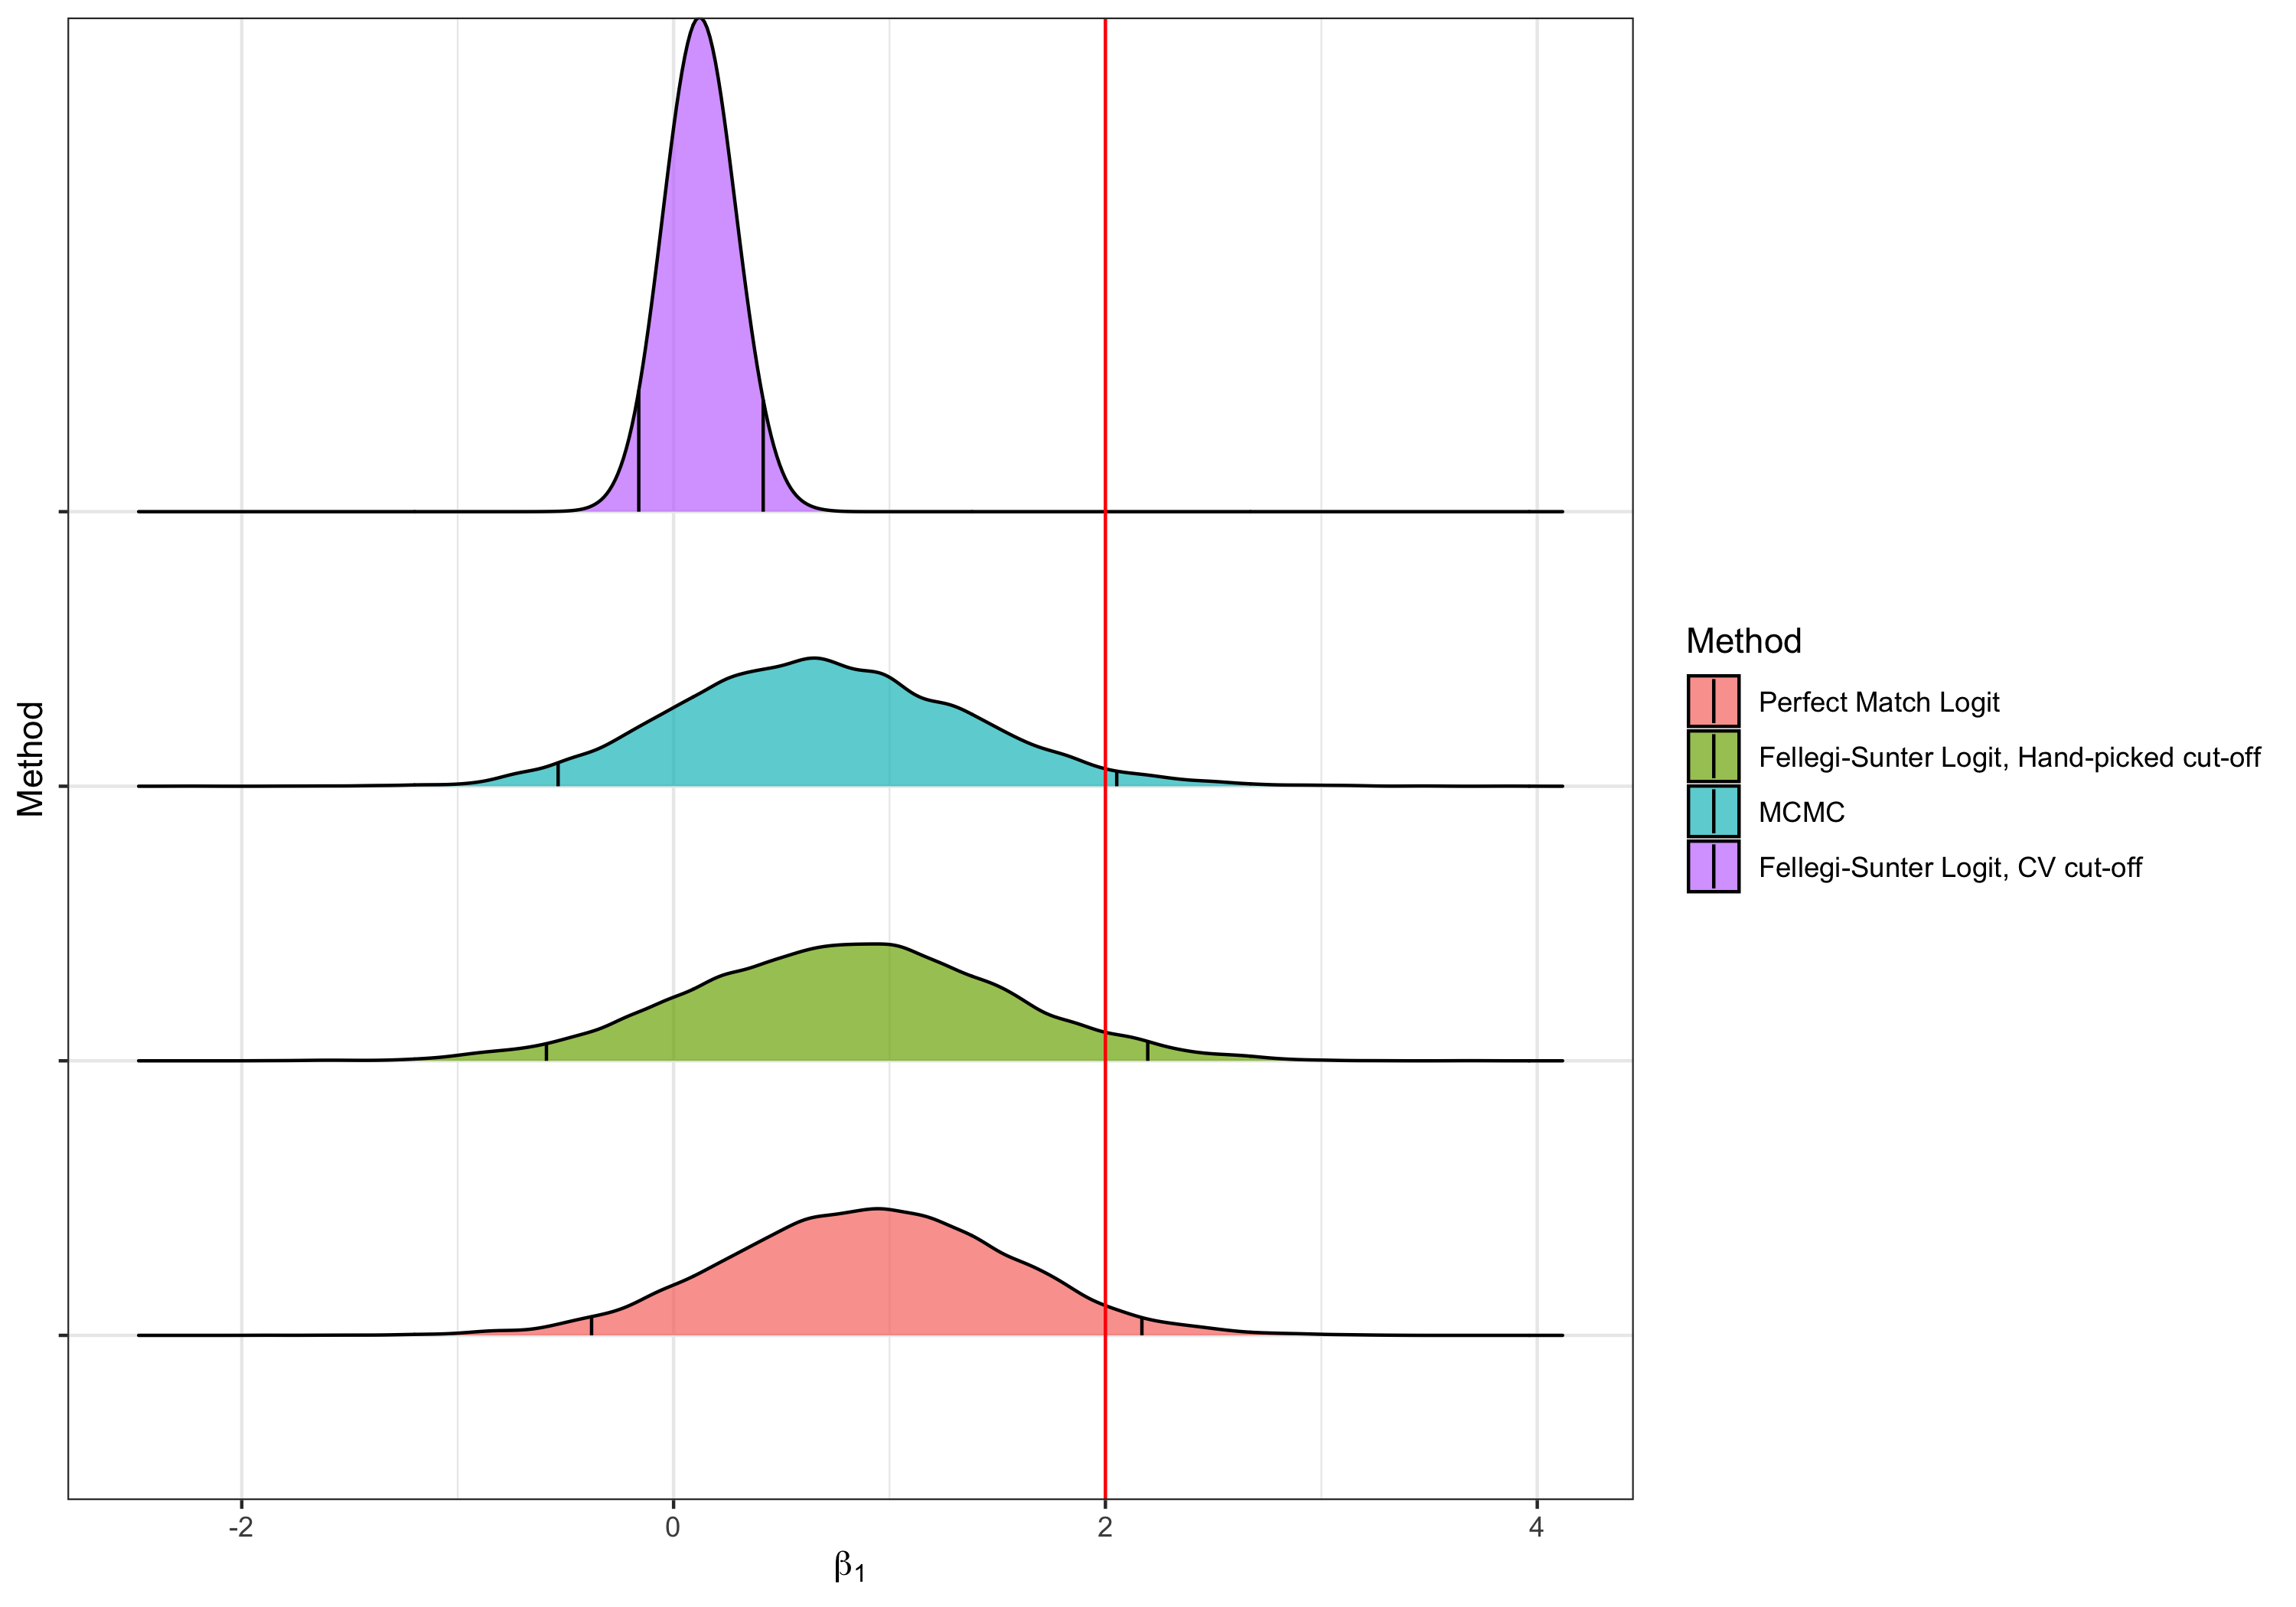 Method
-2
0
2
4
β1
Method
Perfect Match Logit
Fellegi-Sunter Logit, Hand-picked cut-off
MCMC
Fellegi-Sunter Logit, CV cut-off